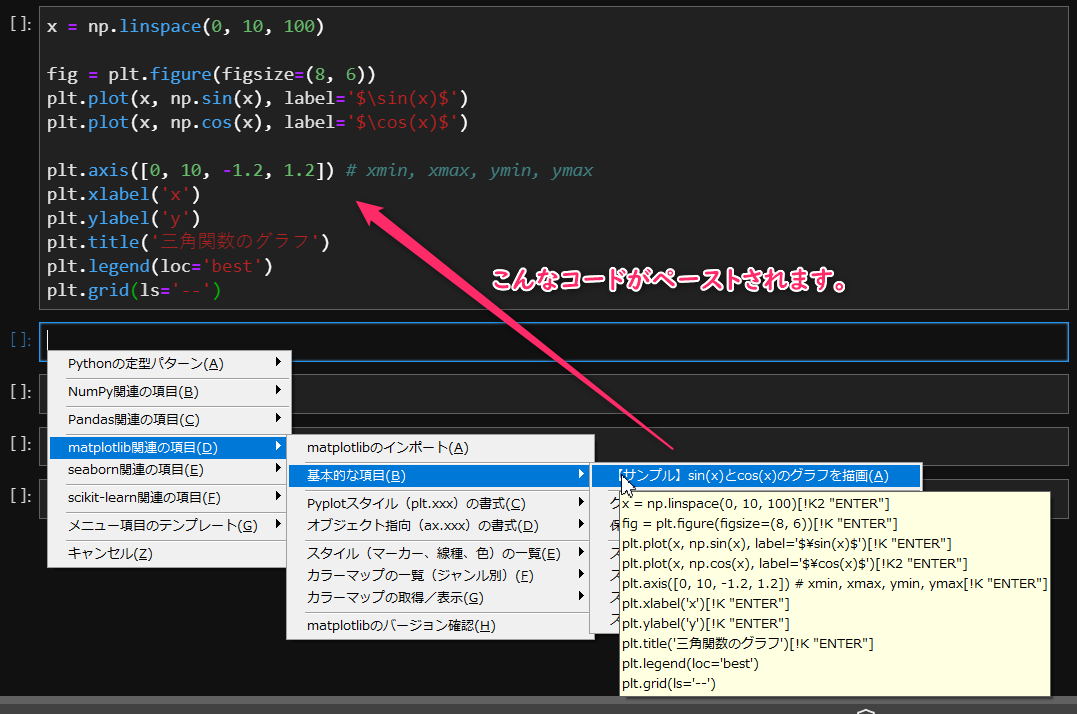 [ ]: x = np.linspace(0, 10, 100)
fig = plt.figure(figsize=(8, 6))
plt.plot(x, np.sin(x), label='$\sin(x)$')
plt.plot(x, np.cos(x), label='$\cos(x)$')
plt.axis([0, 10, -1.2, 1.2]) # xmin, xmax, ymin, ymax
plt.xlabel('x')
plt.ylabel('y')
plt.title('三角関数のグラフ')
plt.legend(loc='best')
plt.grid(ls='--')
こんなコードがペーストされます。
[ ]:
[ ]:
[ ]:
[ ]:
Pythonの定型パターン(A)
NumPy関連の項目(B)
Pandas関連の項目(C)
matplotlib関連の項目(D)
seaborn関連の項目(E)
scikit-learn関連の項目(F)
メニュー項目のテンプレート(G)
キャンセル(Z)
matplotlibのインポート(A)
基本的な項目(B)
Pyplotスタイル（plt.xxx）の書式(C)
オブジェクト指向（ax.xxx）の書式(D)
スタイル（マーカー、線種、色）の一覧(E)
カラーマップの一覧（ジャンル別）(F)
カラーマップの取得／表示(G)
matplotlibのバージョン確認(H)
【サンプル】sin(x)とcos(x)のグラフを描画(A)
x = np.linspace(0, 10, 100)[!K2 "ENTER"]
fig = plt.figure(figsize=(8, 6))[!K "ENTER"]
plt.plot(x, np.sin(x), label='$¥sin(x)$')[!K "ENTER"]
plt.plot(x, np.cos(x), label='$¥cos(x)$')[!K2 "ENTER"]
plt.axis([0, 10, -1.2, 1.2]) # xmin, xmax, ymin, ymax[!K "ENTER"]
plt.xlabel('x')[!K "ENTER"]
plt.ylabel('y')[!K "ENTER"]
plt.title('三角関数のグラフ')[!K "ENTER"]
plt.legend(loc='best')
plt.grid(ls='--')